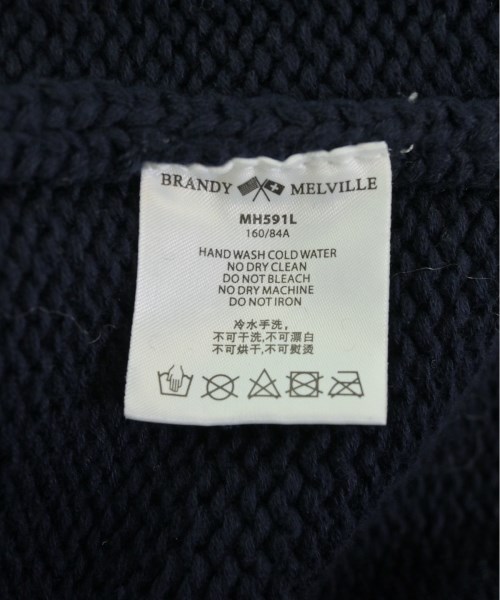 BRANDY MELVILLE
MH591L
160/84A
HAND WASH COLD WATER
NO DRY CLEAN
DO NOT BLEACH
NO DRY MACHINE
DO NOT IRON
冷水手洗，
不可干洗，不可漂白
不可烘干，不可熨烫